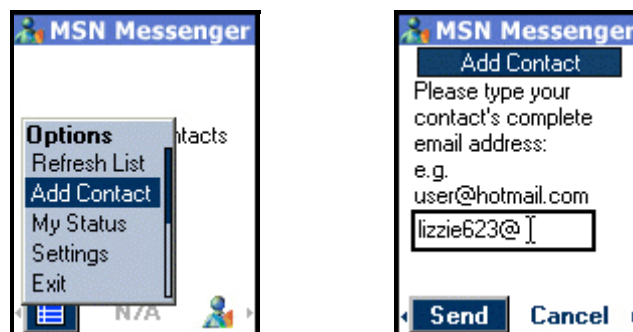 MSN Messenger
ntacts
Options
Refresh List
Add Contact
My Status
Settings
Exit
N/A
MSN Messenger
Add Contact
Please type your
contact's complete
email address:
e.g.
user@hotmail.com
lizzie623@
Send Cancel